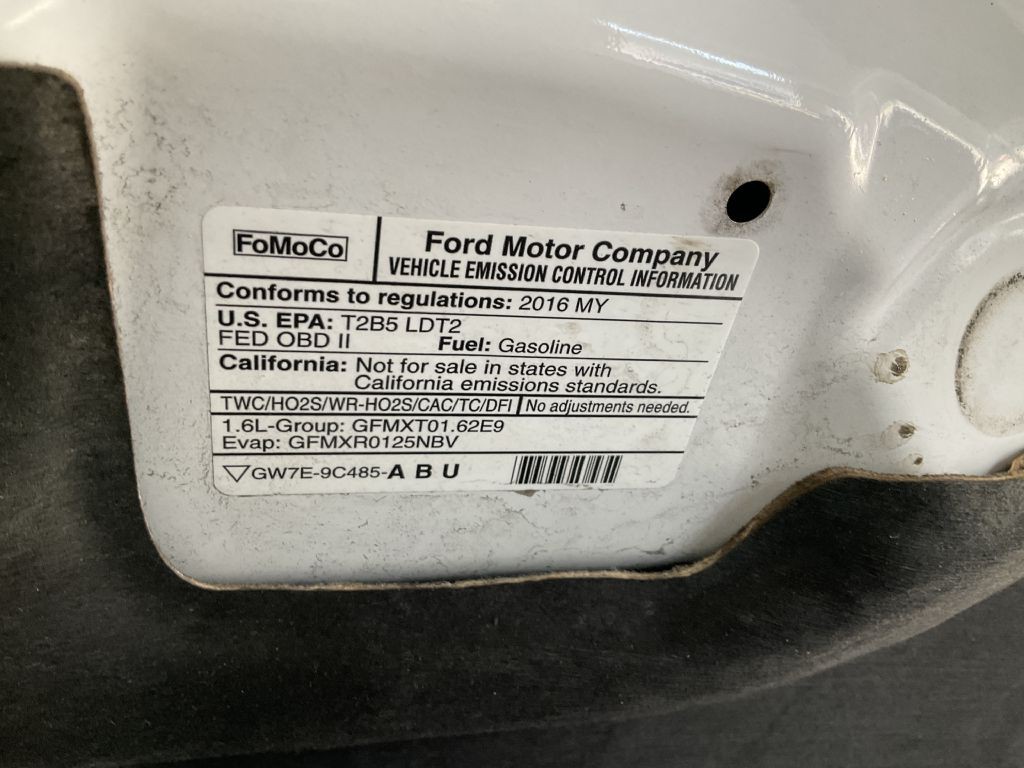 FoMoCo
Ford Motor Company
VEHICLE EMISSION CONTROL INFORMATION
Conforms to regulations: 2016 MY
U.S. EPA: T2B5 LDT2
FED OBD II Fuel: Gasoline
California: Not for sale in states with
California emissions standards.
TWC/HO2S/WR-HO2S/CAC/TC/DFI No adjustments needed.
1.6L-Group: GFMXT01.62E9
Evap: GFMXR0125NBV
▽GW7E-9C485-A B U